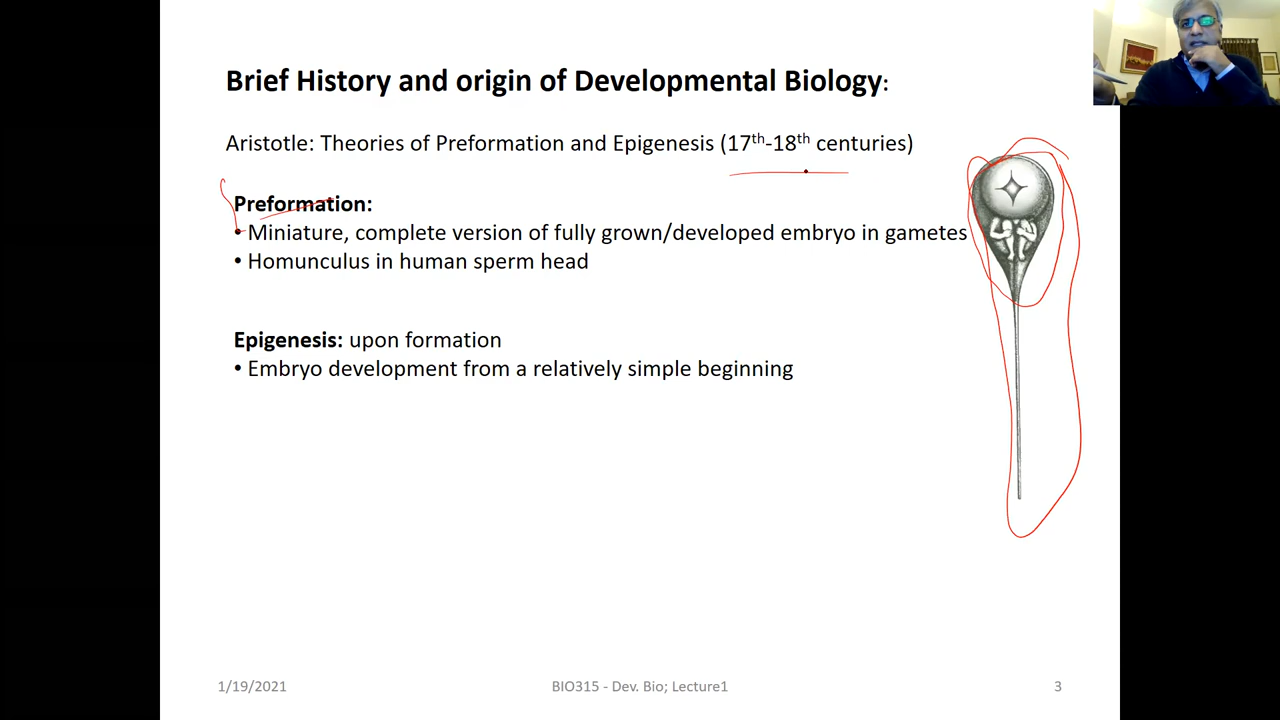 Brief History and origin of Developmental Biology:
Aristotle: Theories of Preformation and Epigenesis (17th-18th centuries)
Preformation:
• Miniature, complete version of fully grown/developed embryo in gametes
• Homunculus in human sperm head
Epigenesis: upon formation
• Embryo development from a relatively simple beginning
1/19/2021
BIO315 - Dev. Bio; Lecture1
3